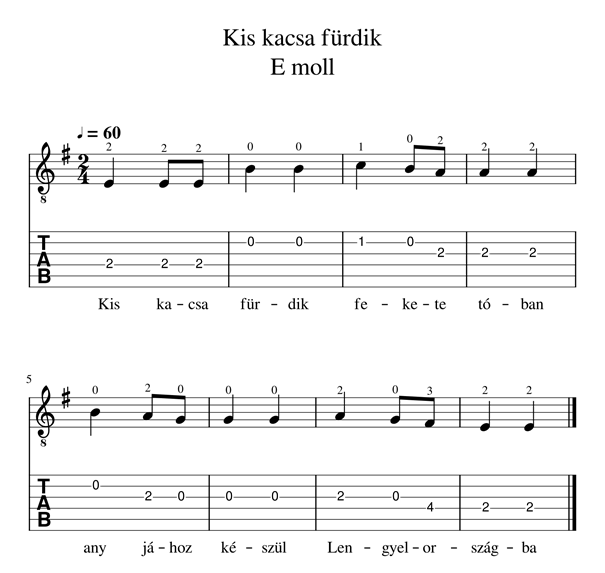 Kis kacsa fürdik
E moll
♩ = 60
2 2 2 0 0 1 0 2 2 2
2
4
8
T
A
B
2 2 2 0 0 1 0 2 2 2
Kis ka – csa für – dik fe – ke – te tó – ban
5
0 2 0 0 0 2 0 3 2 2
8
T
A
B
0 2 0 0 0 2 0 4 2 2
any já – hoz ké – szül Len – gyel – or – szág – ba